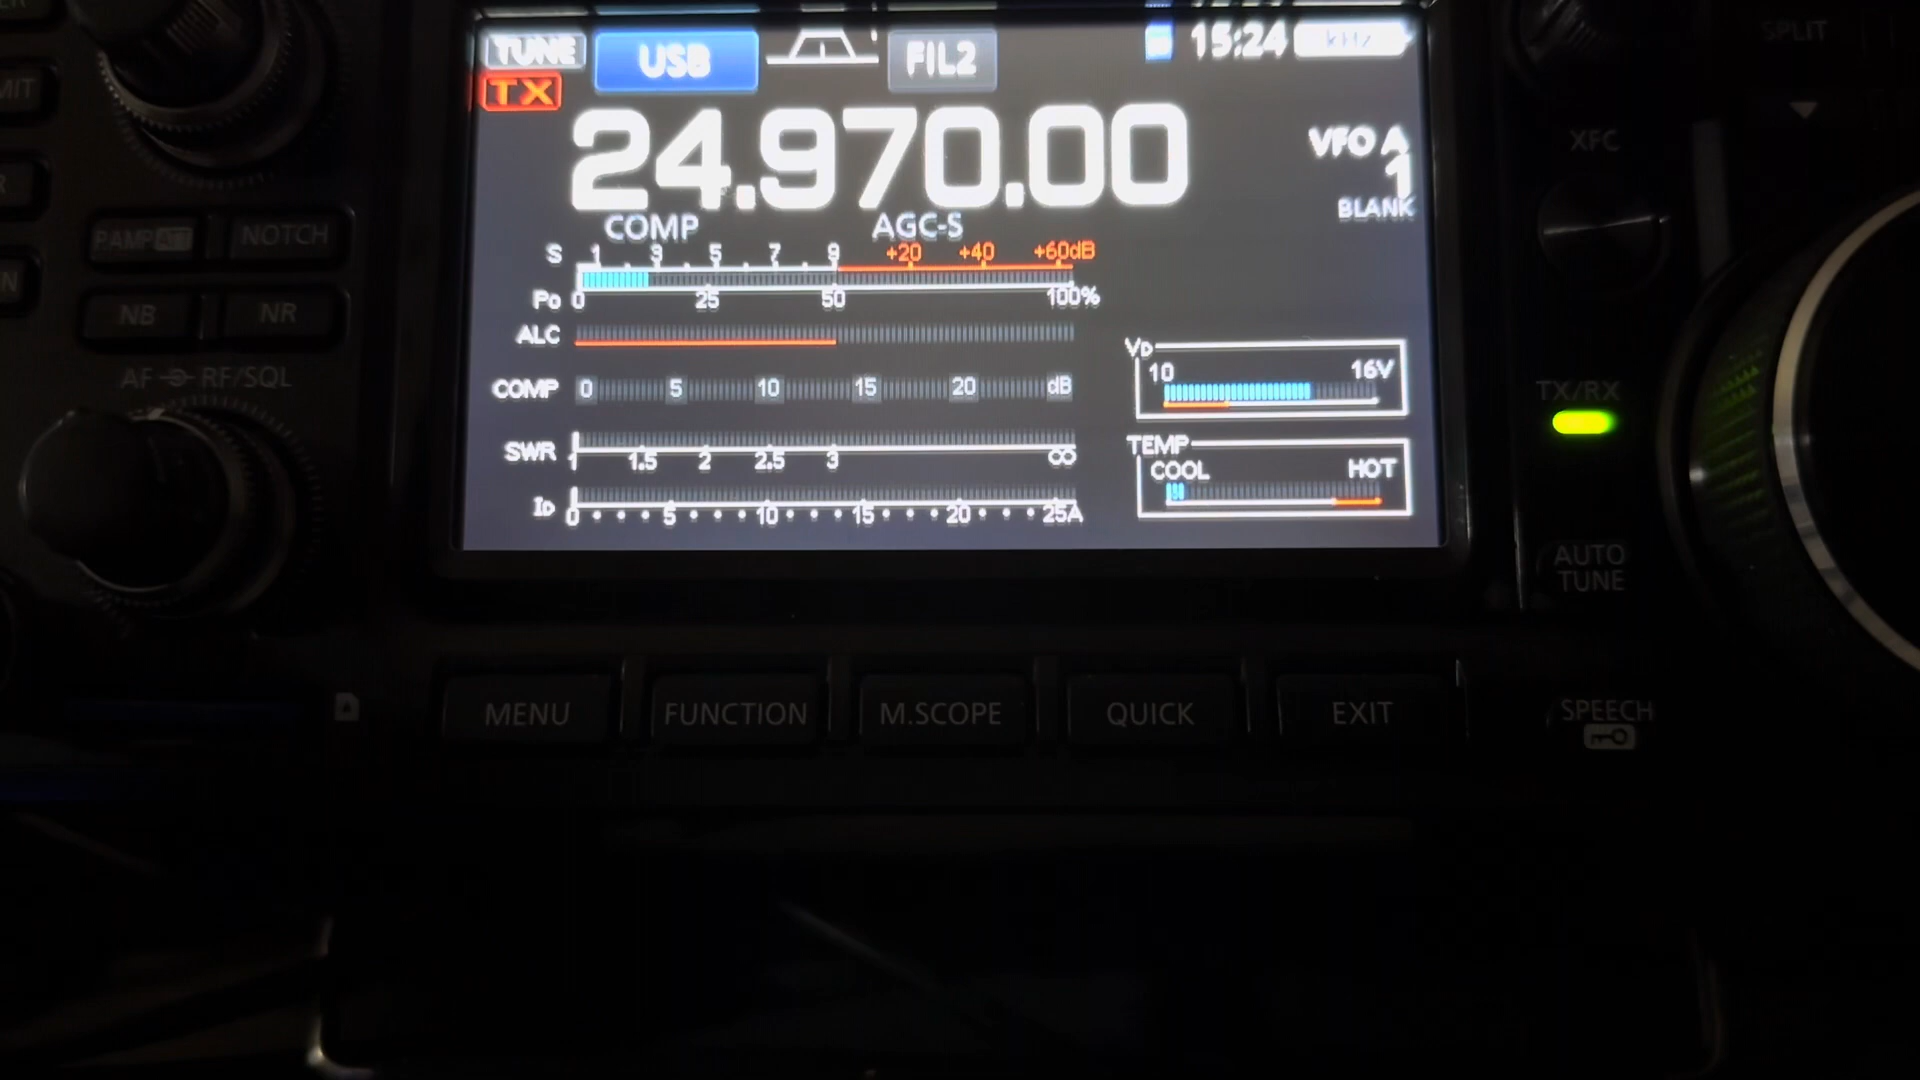 TUNE USB FIL2 15:24 kHz
TX
24.970.00
VFO A
1
BLANK
COMP AGC-S
S 1 3 5 7 9 +20 +40 +60dB
Po 0 25 50 100%
ALC
COMP 0 5 10 15 20 dB
SWR 1 1.5 2 2.5 3 ∞
ID 0 5 10 15 20 25A
VD
10 16V
TEMP
COOL HOT
SPLIT
XFC
P.AMP ATT NOTCH
NB NR
AF RF/SQL
TX/RX
AUTO
TUNE
MENU FUNCTION M.SCOPE QUICK EXIT
SPEECH